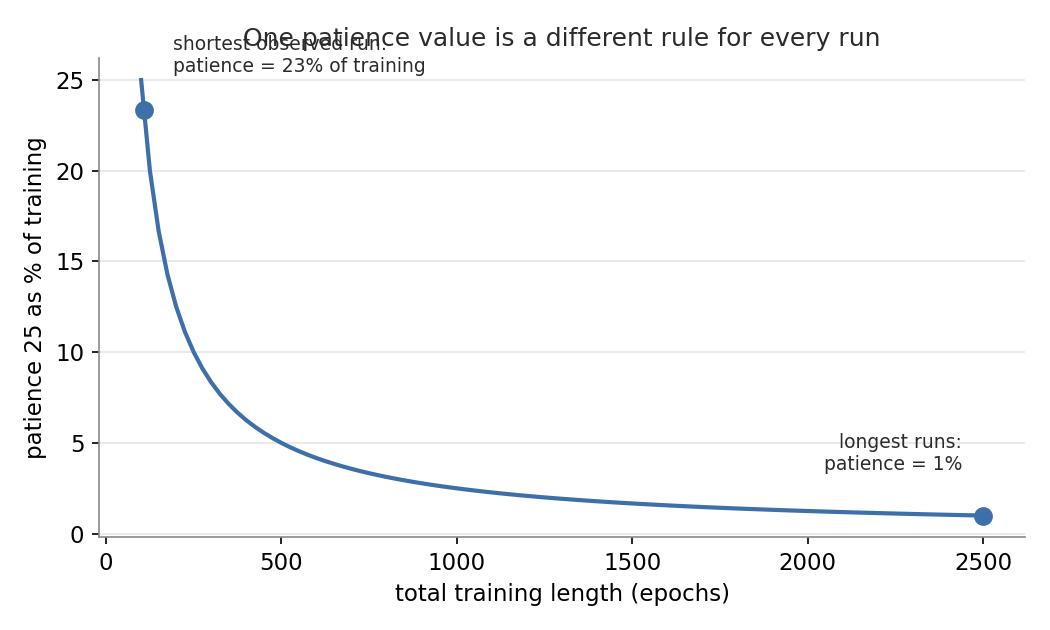 One patience value is a different rule for every run
shortest observed run:
patience = 23% of training
25
20
15
10
5
0
patience 25 as % of training
longest runs:
patience = 1%
0
500
1000
1500
2000
2500
total training length (epochs)